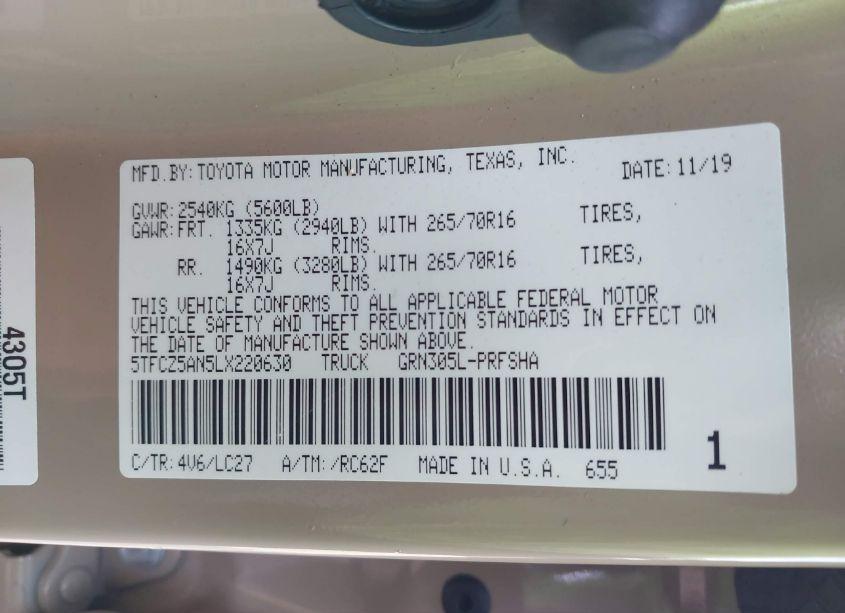 MFD.BY: TOYOTA MOTOR MANUFACTURING, TEXAS, INC. DATE: 11/19
GVWR: 2540KG (5600LB)
GAWR: FRT. 1335KG (2940LB) WITH 265/70R16 TIRES,
16X7J RIMS.
RR. 1490KG (3280LB) WITH 265/70R16 TIRES,
16X7J RIMS.
THIS VEHICLE CONFORMS TO ALL APPLICABLE FEDERAL MOTOR
VEHICLE SAFETY AND THEFT PREVENTION STANDARDS IN EFFECT ON
THE DATE OF MANUFACTURE SHOWN ABOVE.
5TFCZ5AN5LX220630 TRUCK GRN305L-PRFSHA
C/TR: 4V6/LC27 A/TM: /RC62F MADE IN U.S.A. 655 1
4305T